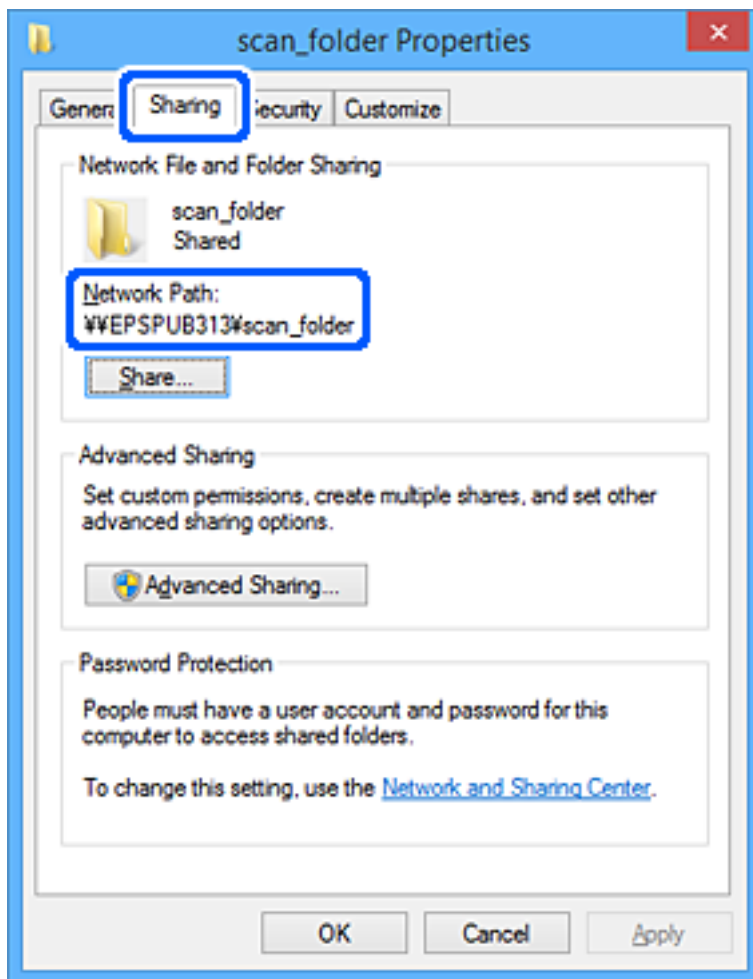 scan_folder Properties
General Sharing Security Customize
Network File and Folder Sharing
scan_folder
Shared
Network Path:
¥¥EPSPUB313¥scan_folder
Share...
Advanced Sharing
Set custom permissions, create multiple shares, and set other
advanced sharing options.
Advanced Sharing...
Password Protection
People must have a user account and password for this
computer to access shared folders.
To change this setting, use the Network and Sharing Center.
OK Cancel Apply